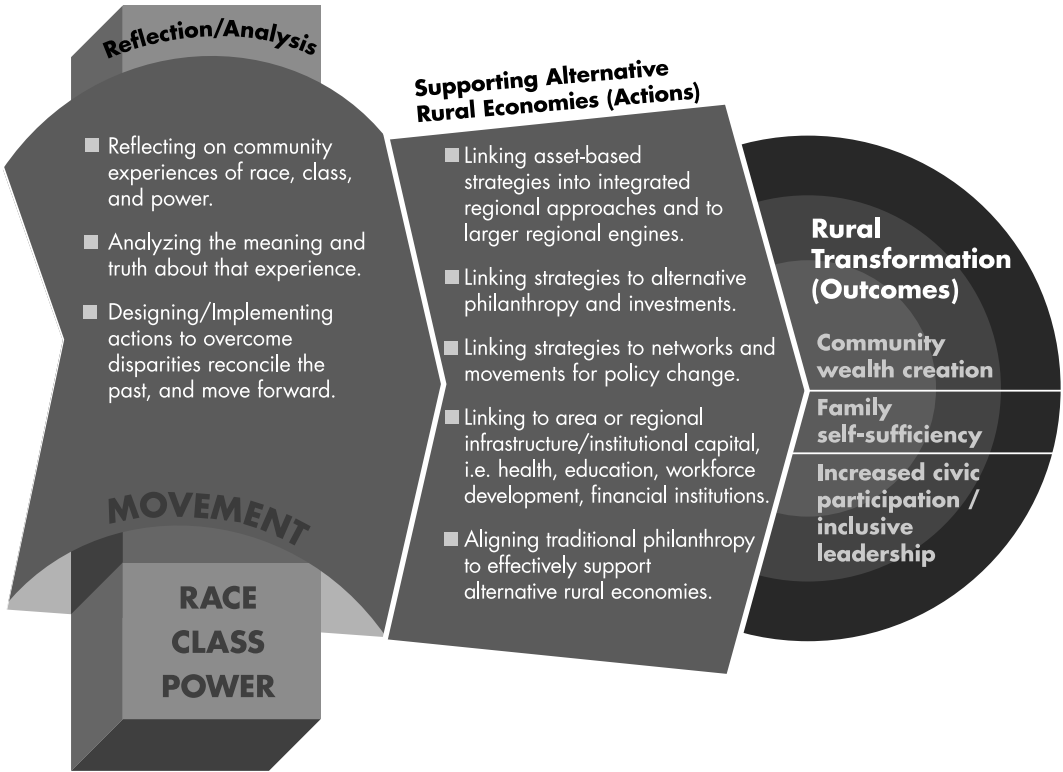 Reflection/Analysis
Reflecting on community
experiences of race, class,
and power.
Analyzing the meaning and
truth about that experience.
Designing/Implementing
actions to overcome
disparities reconcile the
past, and move forward.
MOVEMENT
RACE
CLASS
POWER
Supporting Alternative
Rural Economies (Actions)
Linking asset-based
strategies into integrated
regional approaches and to
larger regional engines.
Linking strategies to alternative
philanthropy and investments.
Linking strategies to networks and
movements for policy change.
Linking to area or regional
infrastructure/institutional capital,
i.e. health, education, workforce
development, financial institutions.
Aligning traditional philanthropy
to effectively support
alternative rural economies.
Rural
Transformation
(Outcomes)
Community
wealth creation
Family
self-sufficiency
Increased civic
participation /
inclusive
leadership